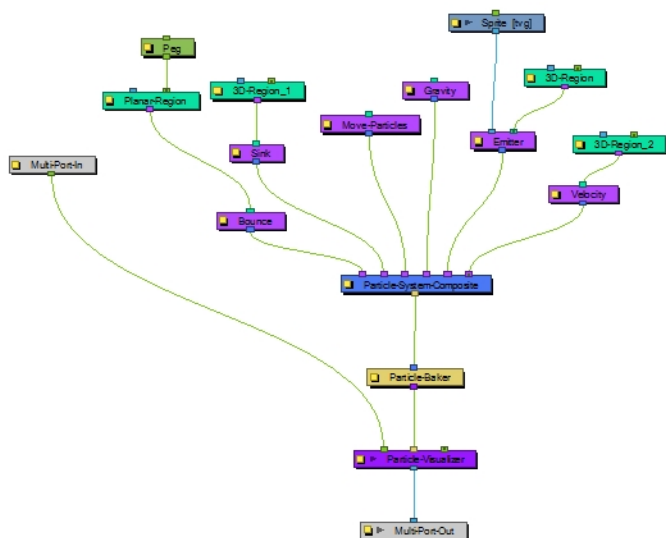 Sprite [tvg]
Peg
3D-Region
Planar-Region
3D-Region_1
Gravity
Move-Particles
Emitter
3D-Region_2
Sink
Multi-Port-In
Velocity
Bounce
Particle-System-Composite
Particle-Baker
Particle-Visualizer
Multi-Port-Out